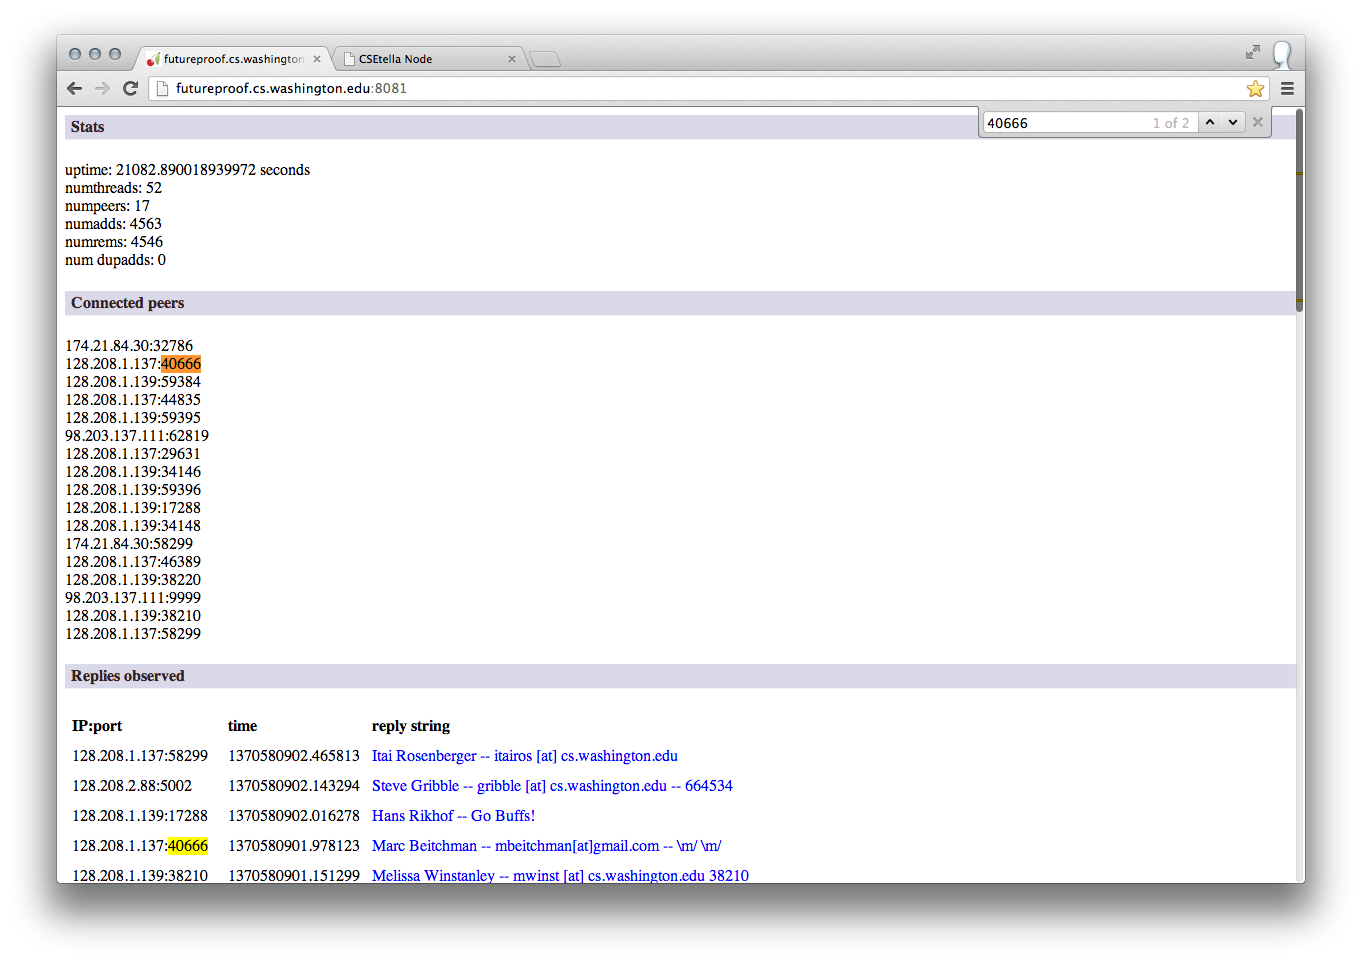 futureproof.cs.washington
CSEtella Node
futureproof.cs.washington.edu:8081
40666 1 of 2
Stats
uptime: 21082.890018939972 seconds
numthreads: 52
numpeers: 17
numadds: 4563
numrems: 4546
num dupadds: 0
Connected peers
174.21.84.30:32786
128.208.1.137:40666
128.208.1.139:59384
128.208.1.137:44835
128.208.1.139:59395
98.203.137.111:62819
128.208.1.137:29631
128.208.1.139:34146
128.208.1.139:59396
128.208.1.139:17288
128.208.1.139:34148
174.21.84.30:58299
128.208.1.137:46389
128.208.1.139:38220
98.203.137.111:9999
128.208.1.139:38210
128.208.1.137:58299
Replies observed
IP:port time reply string
128.208.1.137:58299 1370580902.465813 Itai Rosenberger -- itairos [at] cs.washington.edu
128.208.2.88:5002 1370580902.143294 Steve Gribble -- gribble [at] cs.washington.edu -- 664534
128.208.1.139:17288 1370580902.016278 Hans Rikhof -- Go Buffs!
128.208.1.137:40666 1370580901.978123 Marc Beitchman -- mbeitchman[at]gmail.com -- \m/ \m/
128.208.1.139:38210 1370580901.151299 Melissa Winstanley -- mwinst [at] cs.washington.edu 38210